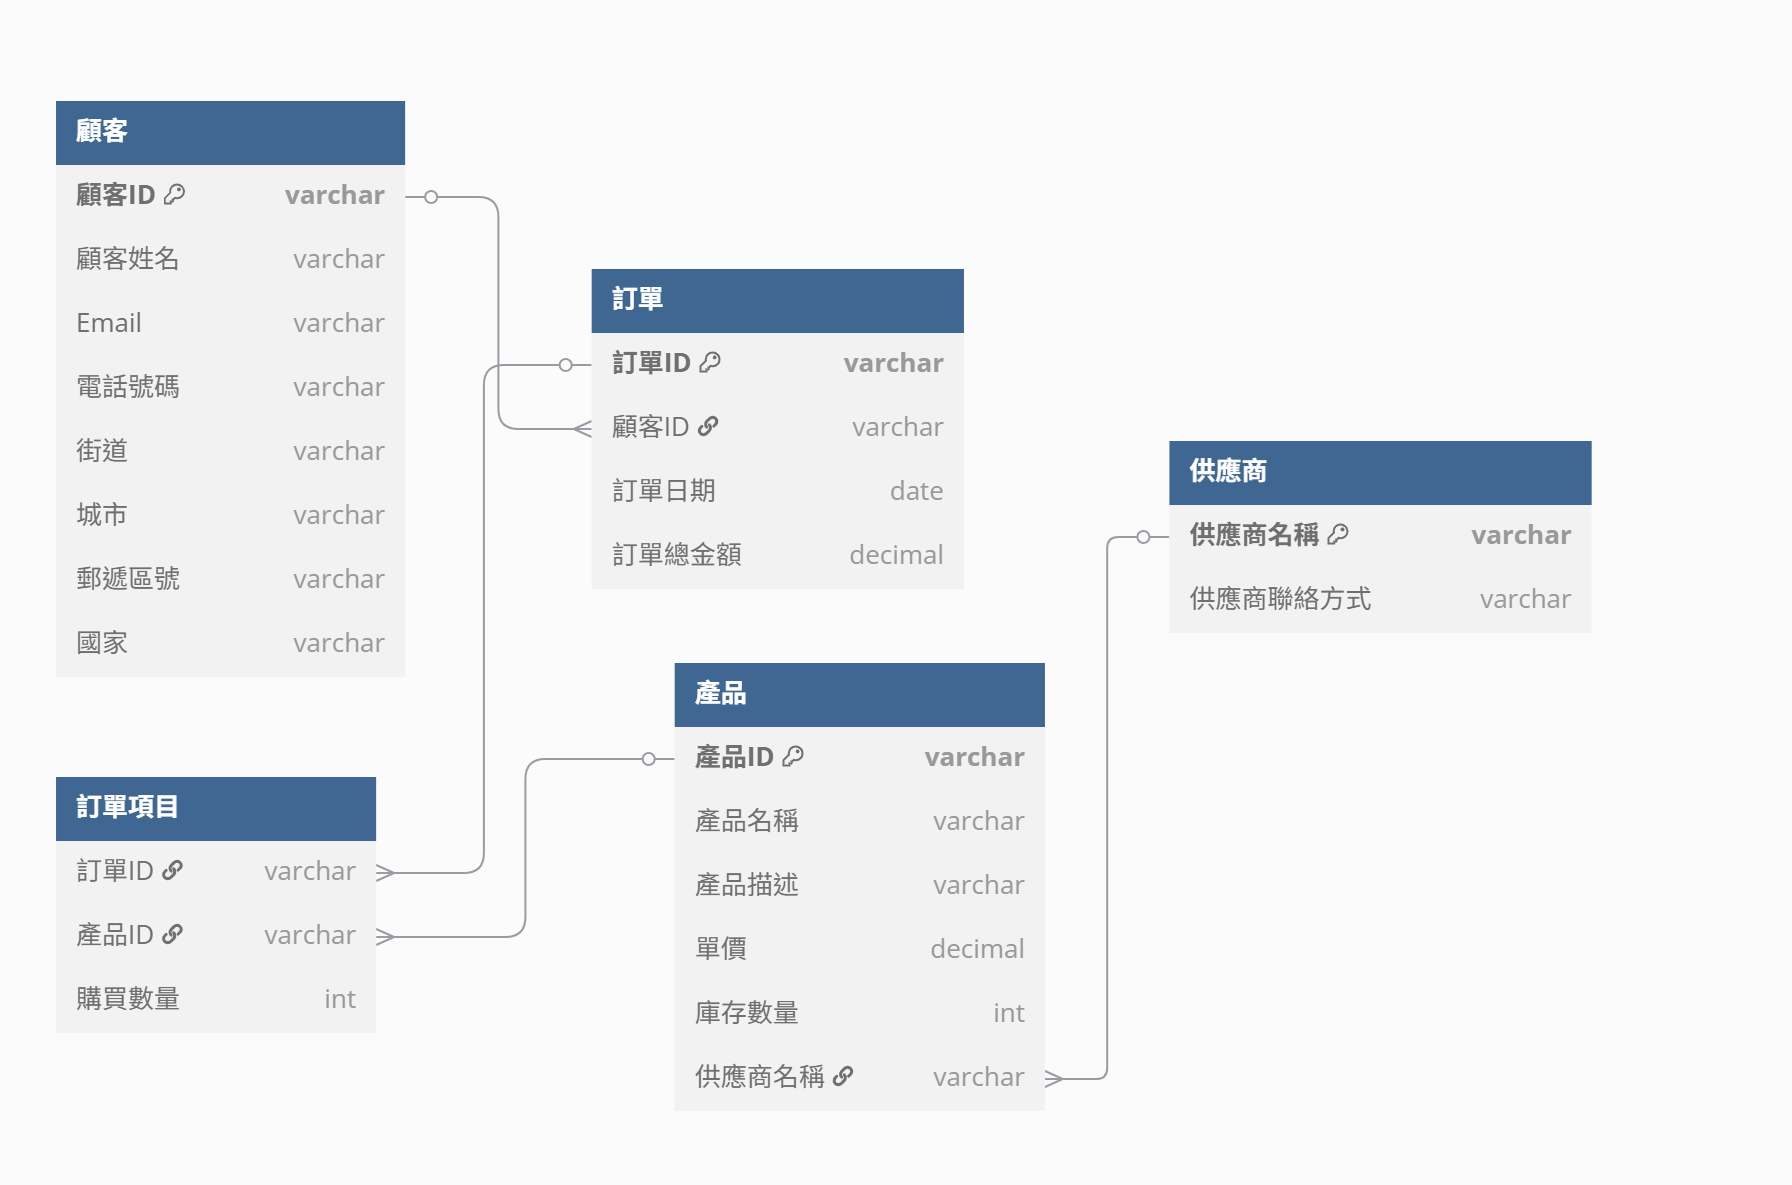 顧客
顧客ID varchar
顧客姓名 varchar
Email varchar
電話號碼 varchar
街道 varchar
城市 varchar
郵遞區號 varchar
國家 varchar
訂單
訂單ID varchar
顧客ID varchar
訂單日期 date
訂單總金額 decimal
供應商
供應商名稱 varchar
供應商聯絡方式 varchar
訂單項目
訂單ID varchar
產品ID varchar
購買數量 int
產品
產品ID varchar
產品名稱 varchar
產品描述 varchar
單價 decimal
庫存數量 int
供應商名稱 varchar